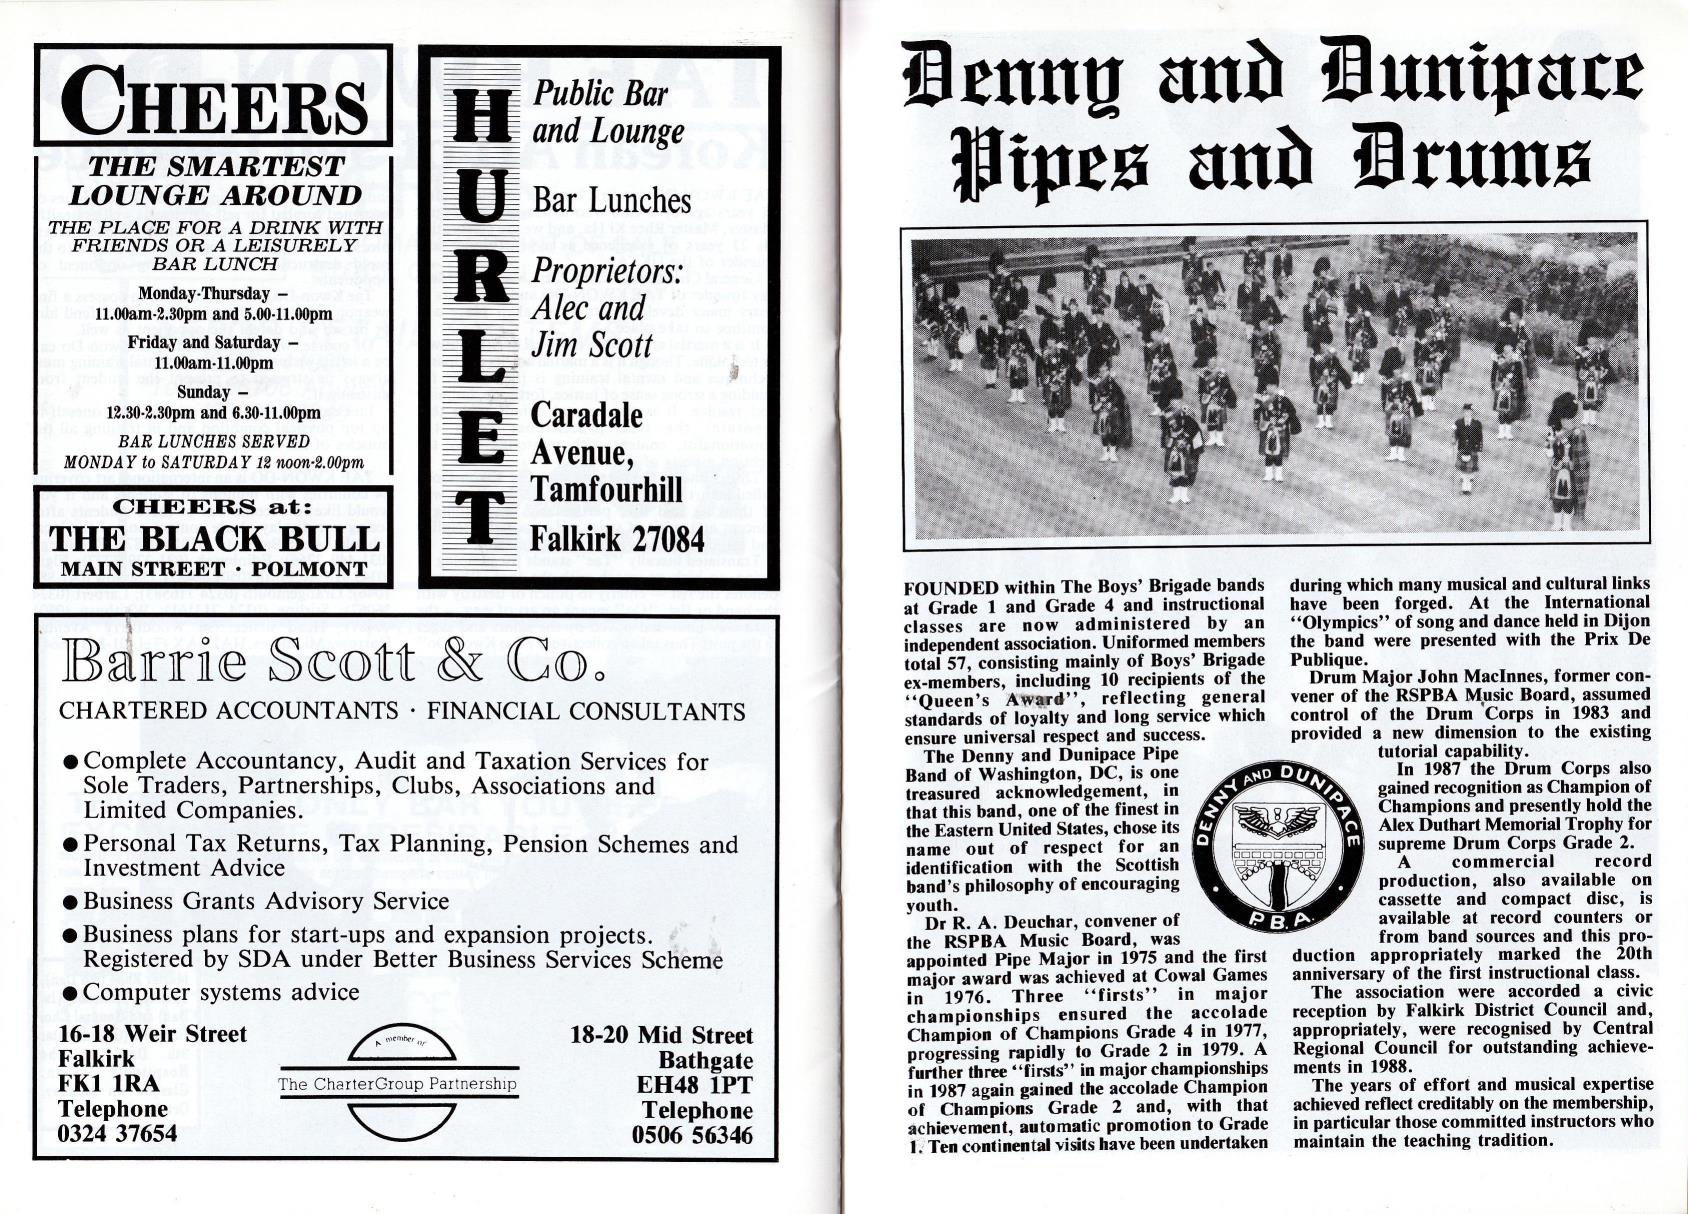 CHEERS
THE SMARTEST
LOUNGE AROUND
THE PLACE FOR A DRINK WITH
FRIENDS OR A LEISURELY
BAR LUNCH
Monday-Thursday –
11.00am-2.30pm and 5.00-11.00pm
Friday and Saturday –
11.00am-11.00pm
Sunday –
12.30-2.30pm and 6.30-11.00pm
BAR LUNCHES SERVED
MONDAY to SATURDAY 12 noon-2.00pm
CHEERS at:
THE BLACK BULL
MAIN STREET · POLMONT
HURLET
Public Bar
and Lounge
Bar Lunches
Proprietors:
Alec and
Jim Scott
Caradale
Avenue,
Tamfourhill
Falkirk 27084
Barrie Scott & Co.
CHARTERED ACCOUNTANTS · FINANCIAL CONSULTANTS
● Complete Accountancy, Audit and Taxation Services for
Sole Traders, Partnerships, Clubs, Associations and
Limited Companies.
● Personal Tax Returns, Tax Planning, Pension Schemes and
Investment Advice
● Business Grants Advisory Service
● Business plans for start-ups and expansion projects.
Registered by SDA under Better Business Services Scheme
● Computer systems advice
16-18 Weir Street
Falkirk
FK1 1RA
Telephone
0324 37654
A member of
The CharterGroup Partnership
18-20 Mid Street
Bathgate
EH48 1PT
Telephone
0506 56346
Denny and Dunipace
Pipes and Drums
FOUNDED within The Boys' Brigade bands
at Grade 1 and Grade 4 and instructional
classes are now administered by an
independent association. Uniformed members
total 57, consisting mainly of Boys' Brigade
ex-members, including 10 recipients of the
"Queen's Award", reflecting general
standards of loyalty and long service which
ensure universal respect and success.
The Denny and Dunipace Pipe
Band of Washington, DC, is one
treasured acknowledgement, in
that this band, one of the finest in
the Eastern United States, chose its
name out of respect for an
identification with the Scottish
band's philosophy of encouraging
youth.
Dr R. A. Deuchar, convener of
the RSPBA Music Board, was
appointed Pipe Major in 1975 and the first
major award was achieved at Cowal Games
in 1976. Three "firsts" in major
championships ensured the accolade
Champion of Champions Grade 4 in 1977,
progressing rapidly to Grade 2 in 1979. A
further three "firsts" in major championships
in 1987 again gained the accolade Champion
of Champions Grade 2 and, with that
achievement, automatic promotion to Grade
1. Ten continental visits have been undertaken
during which many musical and cultural links
have been forged. At the International
"Olympics" of song and dance held in Dijon
the band were presented with the Prix De
Publique.
Drum Major John MacInnes, former con-
vener of the RSPBA Music Board, assumed
control of the Drum Corps in 1983 and
provided a new dimension to the existing
tutorial capability.
In 1987 the Drum Corps also
gained recognition as Champion of
Champions and presently hold the
Alex Duthart Memorial Trophy for
supreme Drum Corps Grade 2.
A commercial record
production, also available on
cassette and compact disc, is
available at record counters or
from band sources and this pro-
duction appropriately marked the 20th
anniversary of the first instructional class.
The association were accorded a civic
reception by Falkirk District Council and,
appropriately, were recognised by Central
Regional Council for outstanding achieve-
ments in 1988.
The years of effort and musical expertise
achieved reflect creditably on the membership,
in particular those committed instructors who
maintain the teaching tradition.
DENNY AND DUNIPACE
P.B.A.